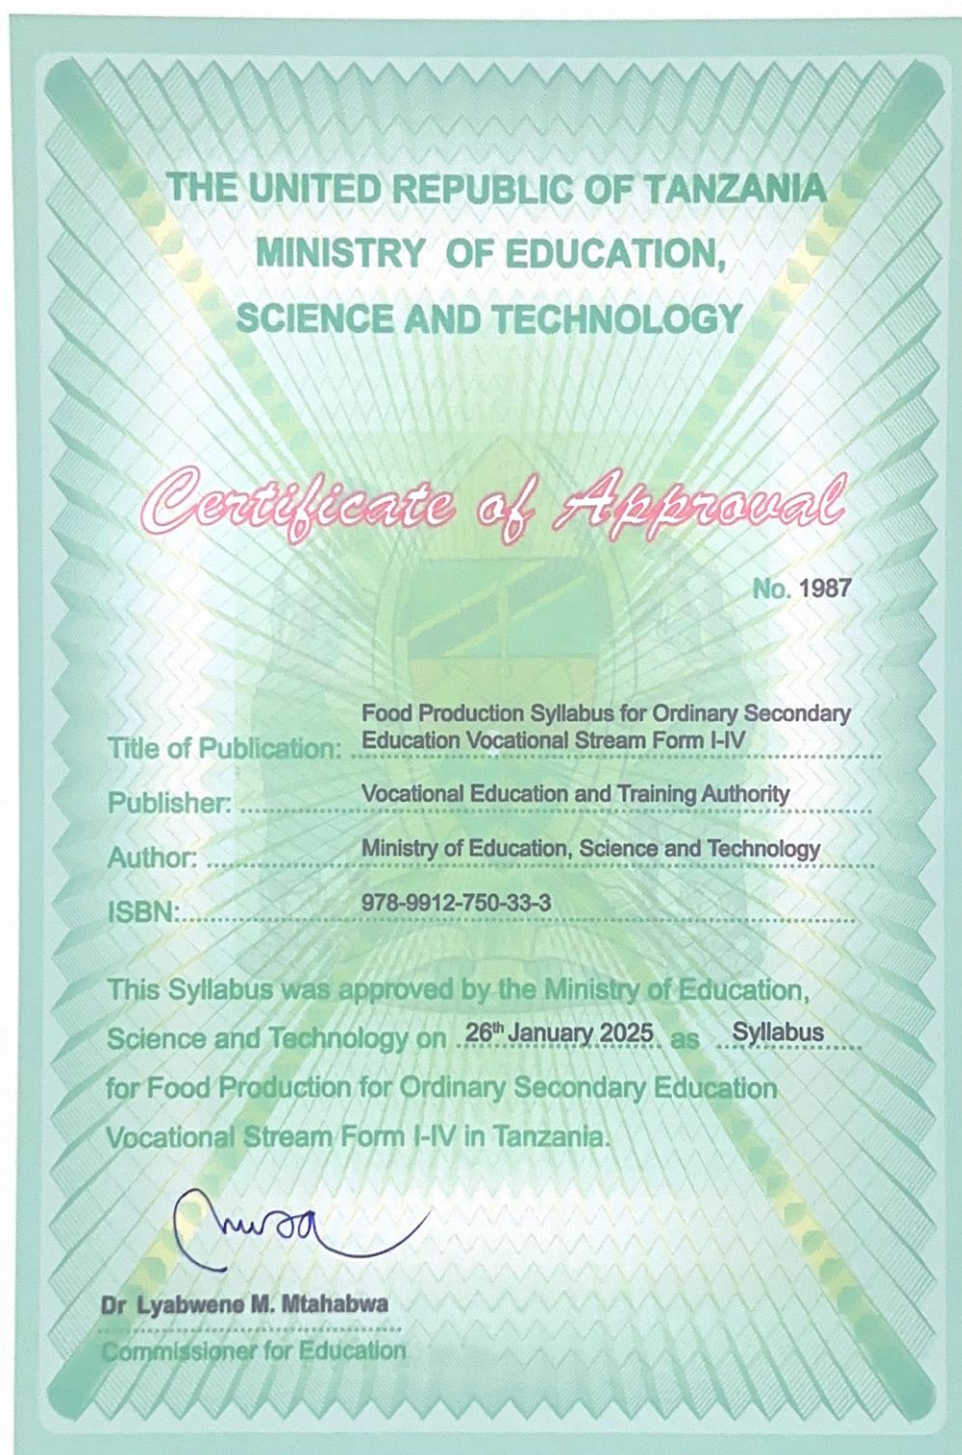 THE UNITED REPUBLIC OF TANZANIA
MINISTRY OF EDUCATION,
SCIENCE AND TECHNOLOGY
Certificate of Approval
No. 1987
Title of Publication: Food Production Syllabus for Ordinary Secondary
Education Vocational Stream Form I-IV
Publisher: Vocational Education and Training Authority
Author: Ministry of Education, Science and Technology
ISBN: 978-9912-750-33-3
This Syllabus was approved by the Ministry of Education,
Science and Technology on 26th January 2025 as Syllabus
for Food Production for Ordinary Secondary Education
Vocational Stream Form I-IV in Tanzania.
Dr Lyabwene M. Mtahabwa
Commissioner for Education